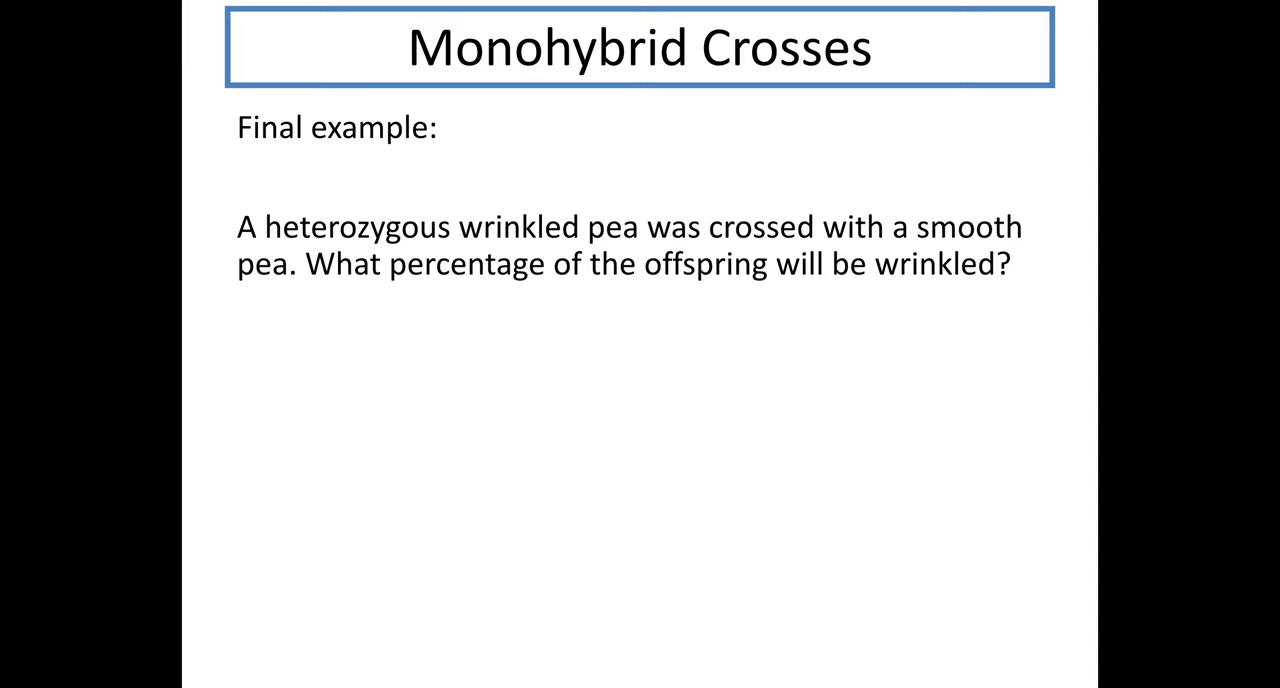 Monohybrid Crosses
Final example:
A heterozygous wrinkled pea was crossed with a smooth
pea. What percentage of the offspring will be wrinkled?